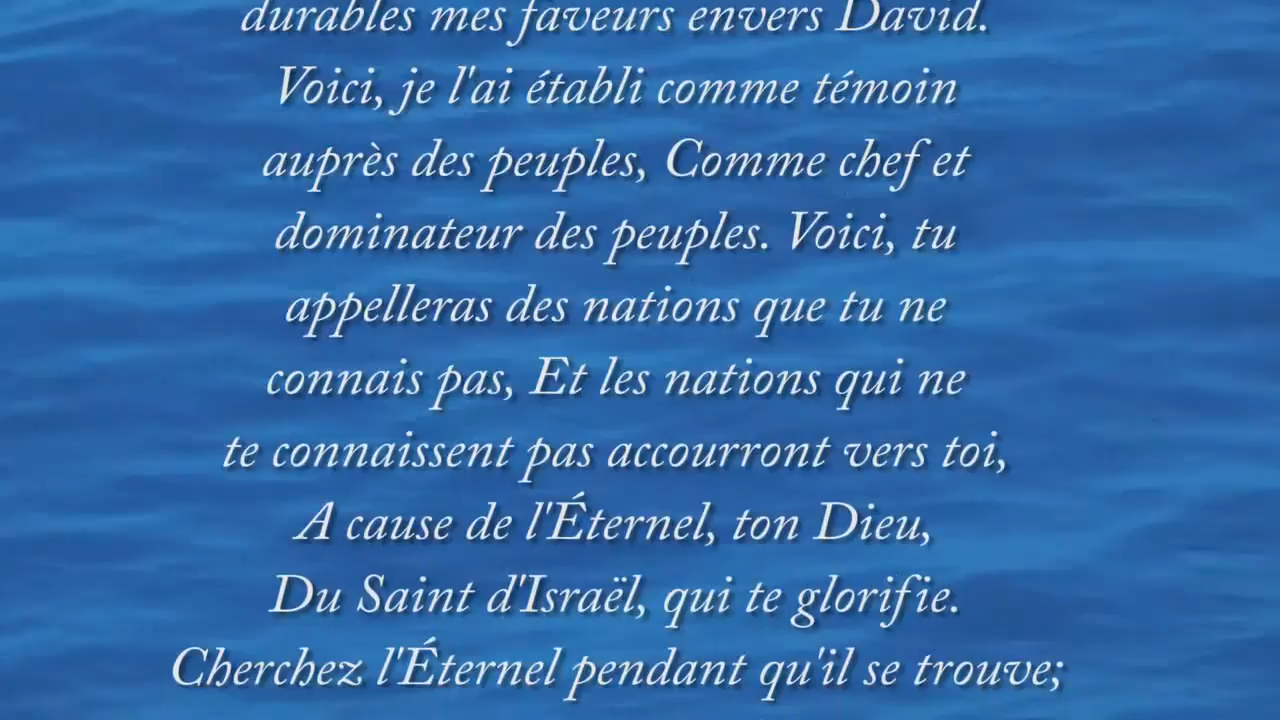 durables mes faveurs envers David.
Voici, je l'ai établi comme témoin
auprès des peuples, Comme chef et
dominateur des peuples. Voici, tu
appelleras des nations que tu ne
connais pas, Et les nations qui ne
te connaissent pas accourront vers toi,
A cause de l'Éternel, ton Dieu,
Du Saint d'Israël, qui te glorifie.
Cherchez l'Éternel pendant qu'il se trouve;